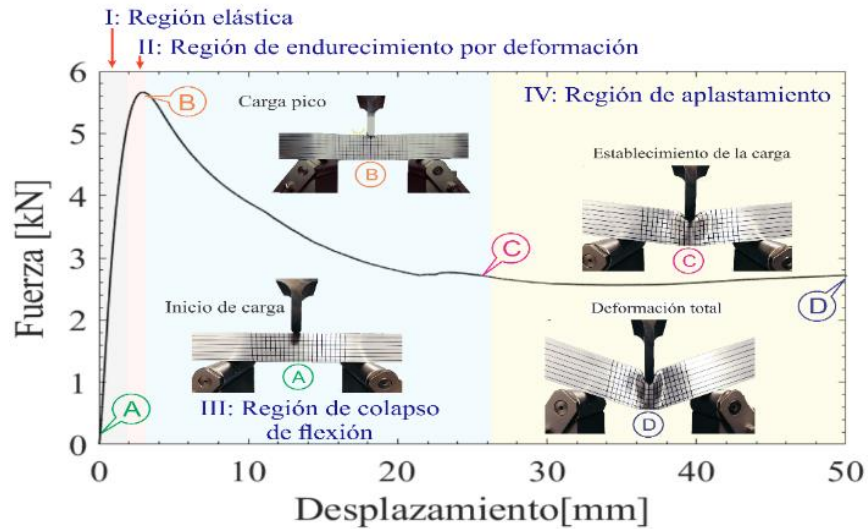 I: Región elástica
II: Región de endurecimiento por deformación
6
5
4
3
2
1
0
Fuerza [kN]
B
Carga pico
B
IV: Región de aplastamiento
Establecimiento de la carga
C
C
D
Inicio de carga
A
Deformación total
D
A
III: Región de colapso
de flexión
0
10
20
30
40
50
Desplazamiento[mm]